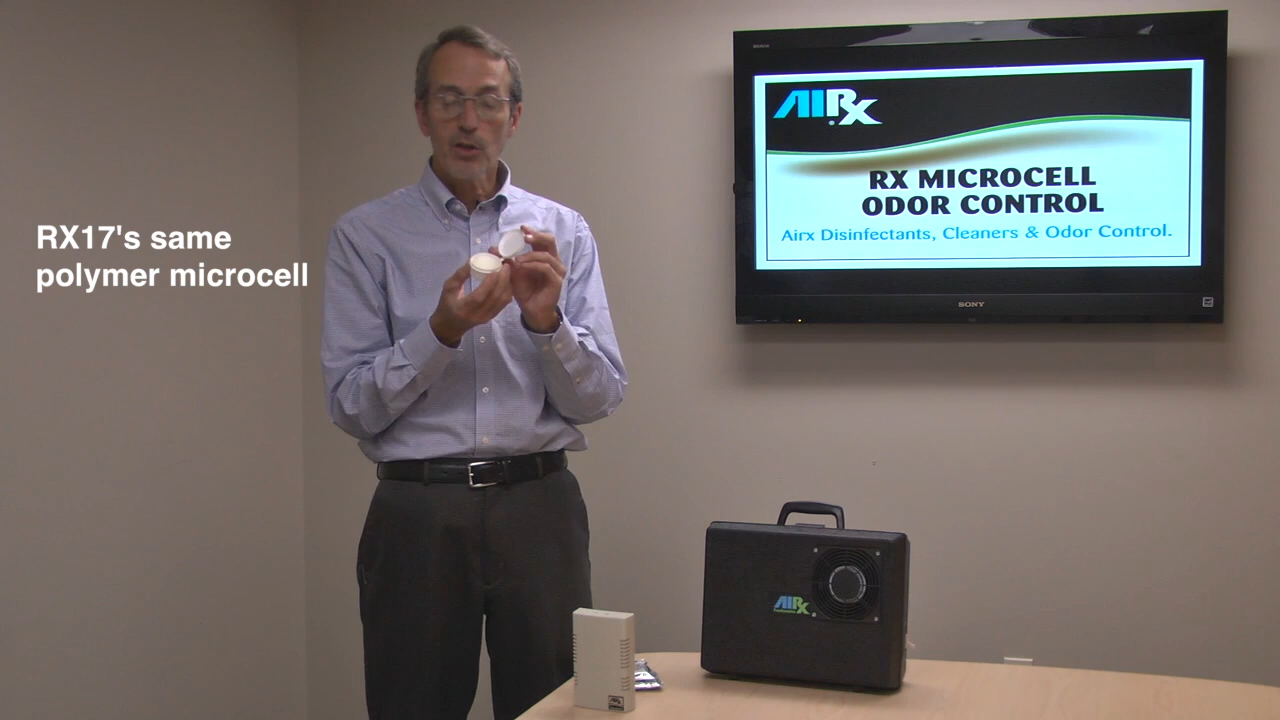 RX17's same
polymer microcell
AIRx
RX MICROCELL
ODOR CONTROL
Airx Disinfectants, Cleaners & Odor Control.
SONY
AIRx